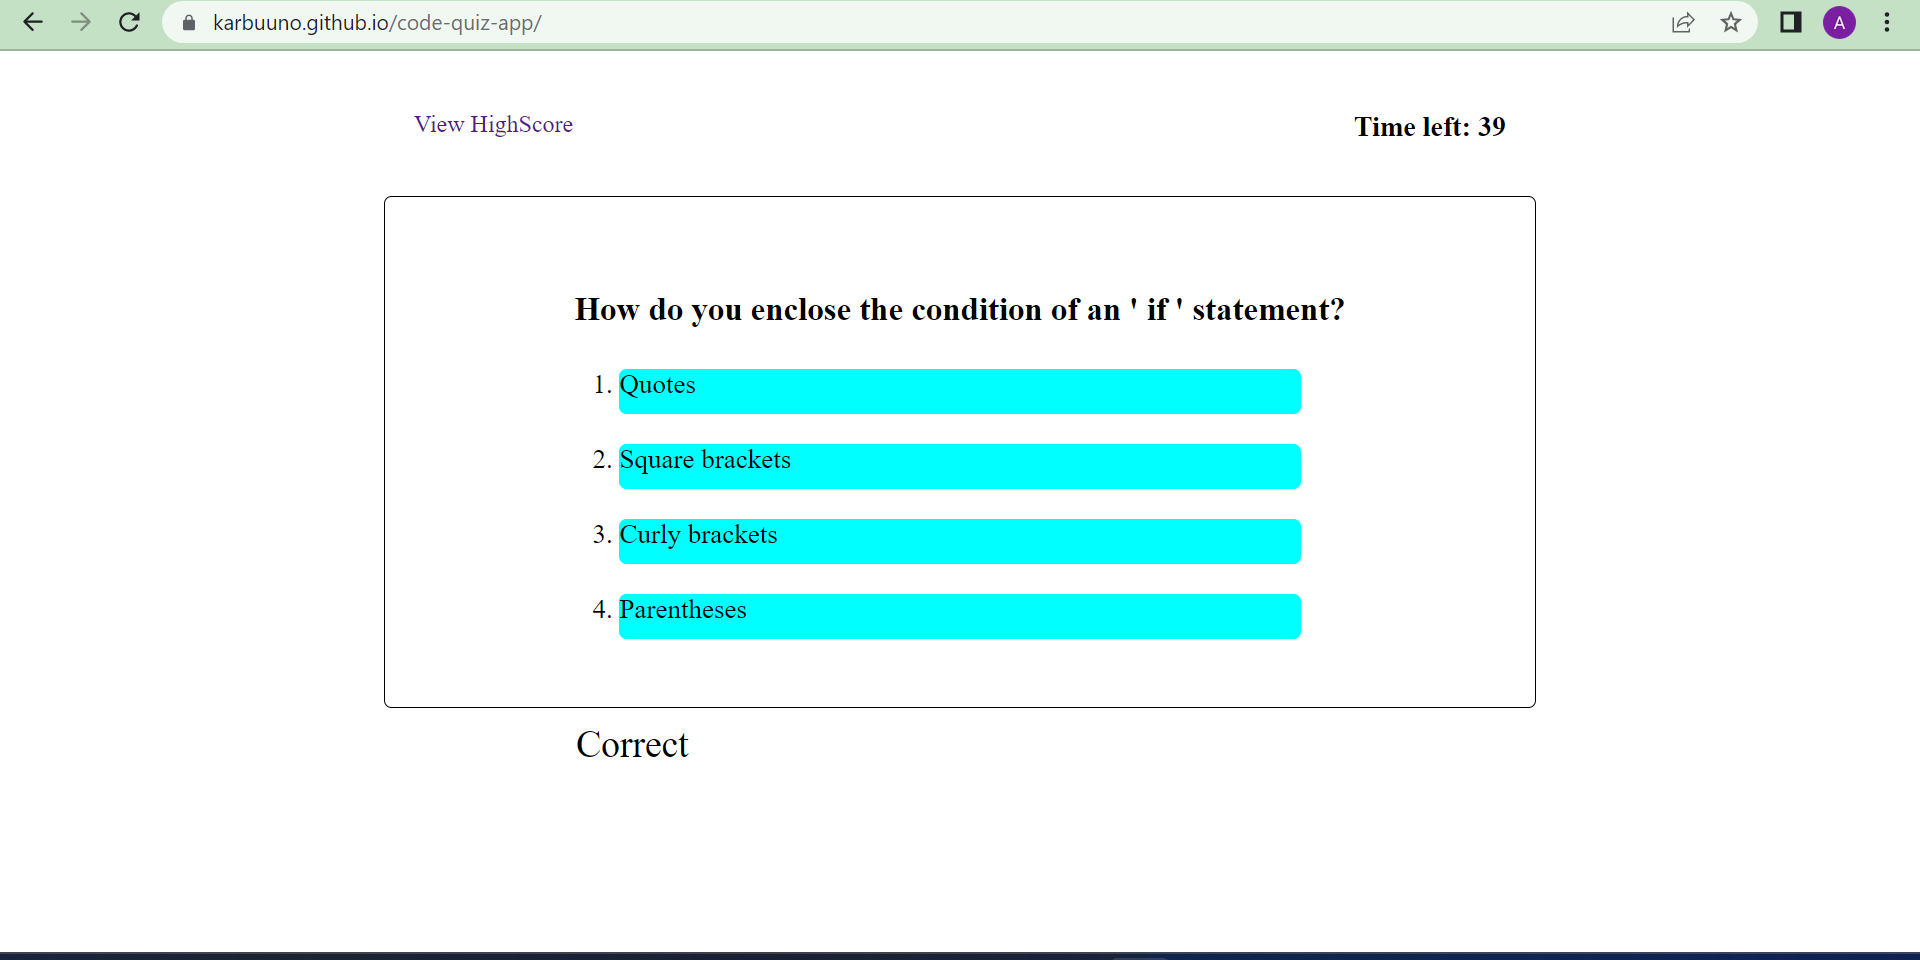 karbuuno.github.io/code-quiz-app/
A
View HighScore
Time left: 39
How do you enclose the condition of an ' if ' statement?
1. Quotes
2. Square brackets
3. Curly brackets
4. Parentheses
Correct